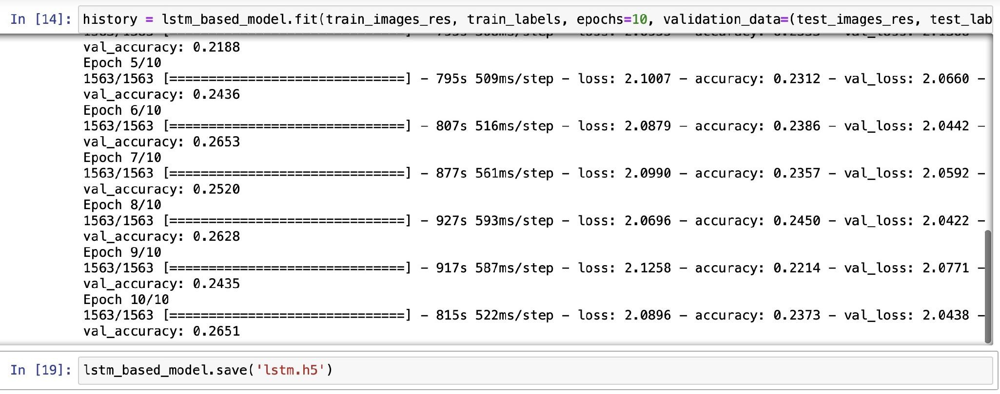 In [14]: history = lstm_based_model.fit(train_images_res, train_labels, epochs=10, validation_data=(test_images_res, test_lab
val_accuracy: 0.2188
Epoch 5/10
1563/1563 [==============================] - 795s 509ms/step - loss: 2.1007 - accuracy: 0.2312 - val_loss: 2.0660 -
val_accuracy: 0.2436
Epoch 6/10
1563/1563 [==============================] - 807s 516ms/step - loss: 2.0879 - accuracy: 0.2386 - val_loss: 2.0442 -
val_accuracy: 0.2653
Epoch 7/10
1563/1563 [==============================] - 877s 561ms/step - loss: 2.0990 - accuracy: 0.2357 - val_loss: 2.0592 -
val_accuracy: 0.2520
Epoch 8/10
1563/1563 [==============================] - 927s 593ms/step - loss: 2.0696 - accuracy: 0.2450 - val_loss: 2.0422 -
val_accuracy: 0.2628
Epoch 9/10
1563/1563 [==============================] - 917s 587ms/step - loss: 2.1258 - accuracy: 0.2214 - val_loss: 2.0771 -
val_accuracy: 0.2435
Epoch 10/10
1563/1563 [==============================] - 815s 522ms/step - loss: 2.0896 - accuracy: 0.2373 - val_loss: 2.0438 -
val_accuracy: 0.2651
In [19]: lstm_based_model.save('lstm.h5')